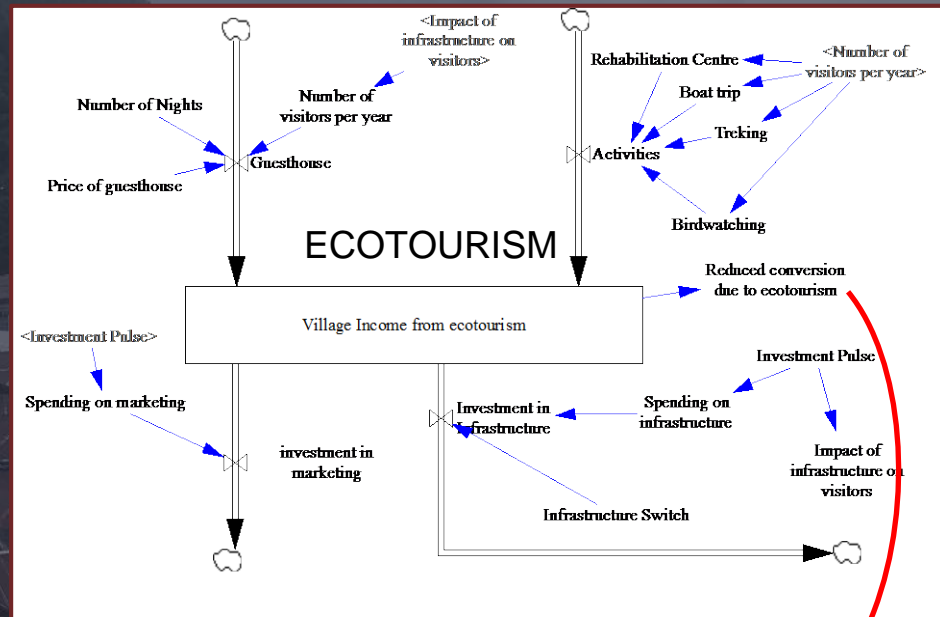 <Impact of
infrastructure on
visitors>
Rehabilitation Centre
<Number of
visitors per year>
Number of Nights
Number of
visitors per year
Boat trip
Treking
Guesthouse
Activities
Price of guesthouse
Birdwatching
ECOTOURISM
Reduced conversion
due to ecotourism
Village Income from ecotourism
<Investment Pulse>
Investment Pulse
Spending on marketing
Investment in
Infrastructure
Spending on
infrastructure
investment in
marketing
Impact of
infrastructure on
visitors
Infrastructure Switch